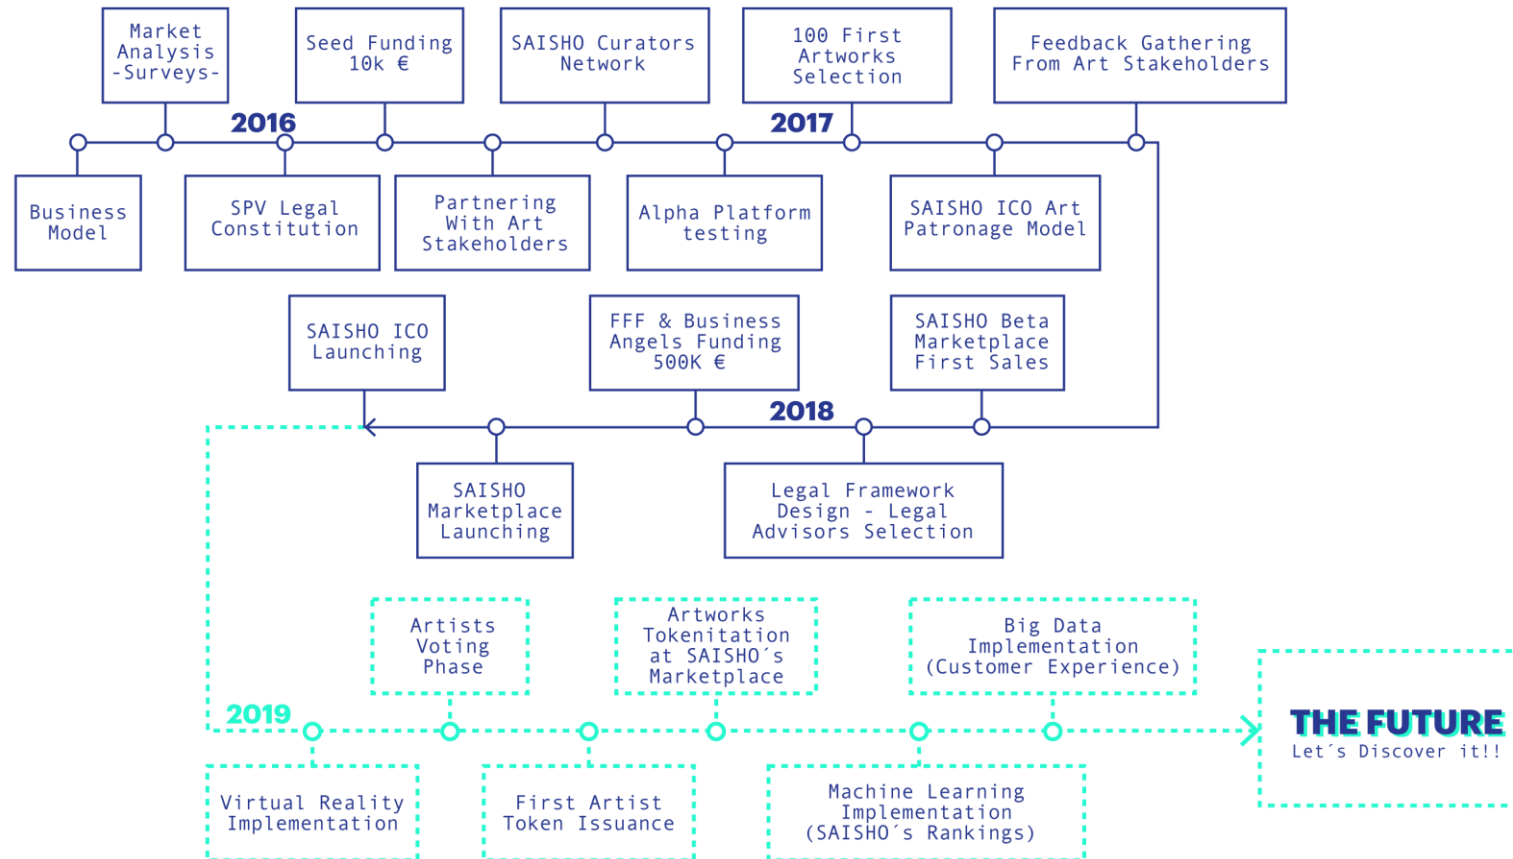 Market
Analysis
-Surveys-
Seed Funding
10k €
SAISHO Curators
Network
100 First
Artworks
Selection
Feedback Gathering
From Art Stakeholders
2016
2017
Business
Model
SPV Legal
Constitution
Partnering
With Art
Stakeholders
Alpha Platform
testing
SAISHO ICO Art
Patronage Model
SAISHO ICO
Launching
FFF & Business
Angels Funding
500K €
SAISHO Beta
Marketplace
First Sales
2018
SAISHO
Marketplace
Launching
Legal Framework
Design - Legal
Advisors Selection
Artists
Voting
Phase
Artworks
Tokenitation
at SAISHO´s
Marketplace
Big Data
Implementation
(Customer Experience)
2019
THE FUTURE
Let´s Discover it!!
Virtual Reality
Implementation
First Artist
Token Issuance
Machine Learning
Implementation
(SAISHO´s Rankings)